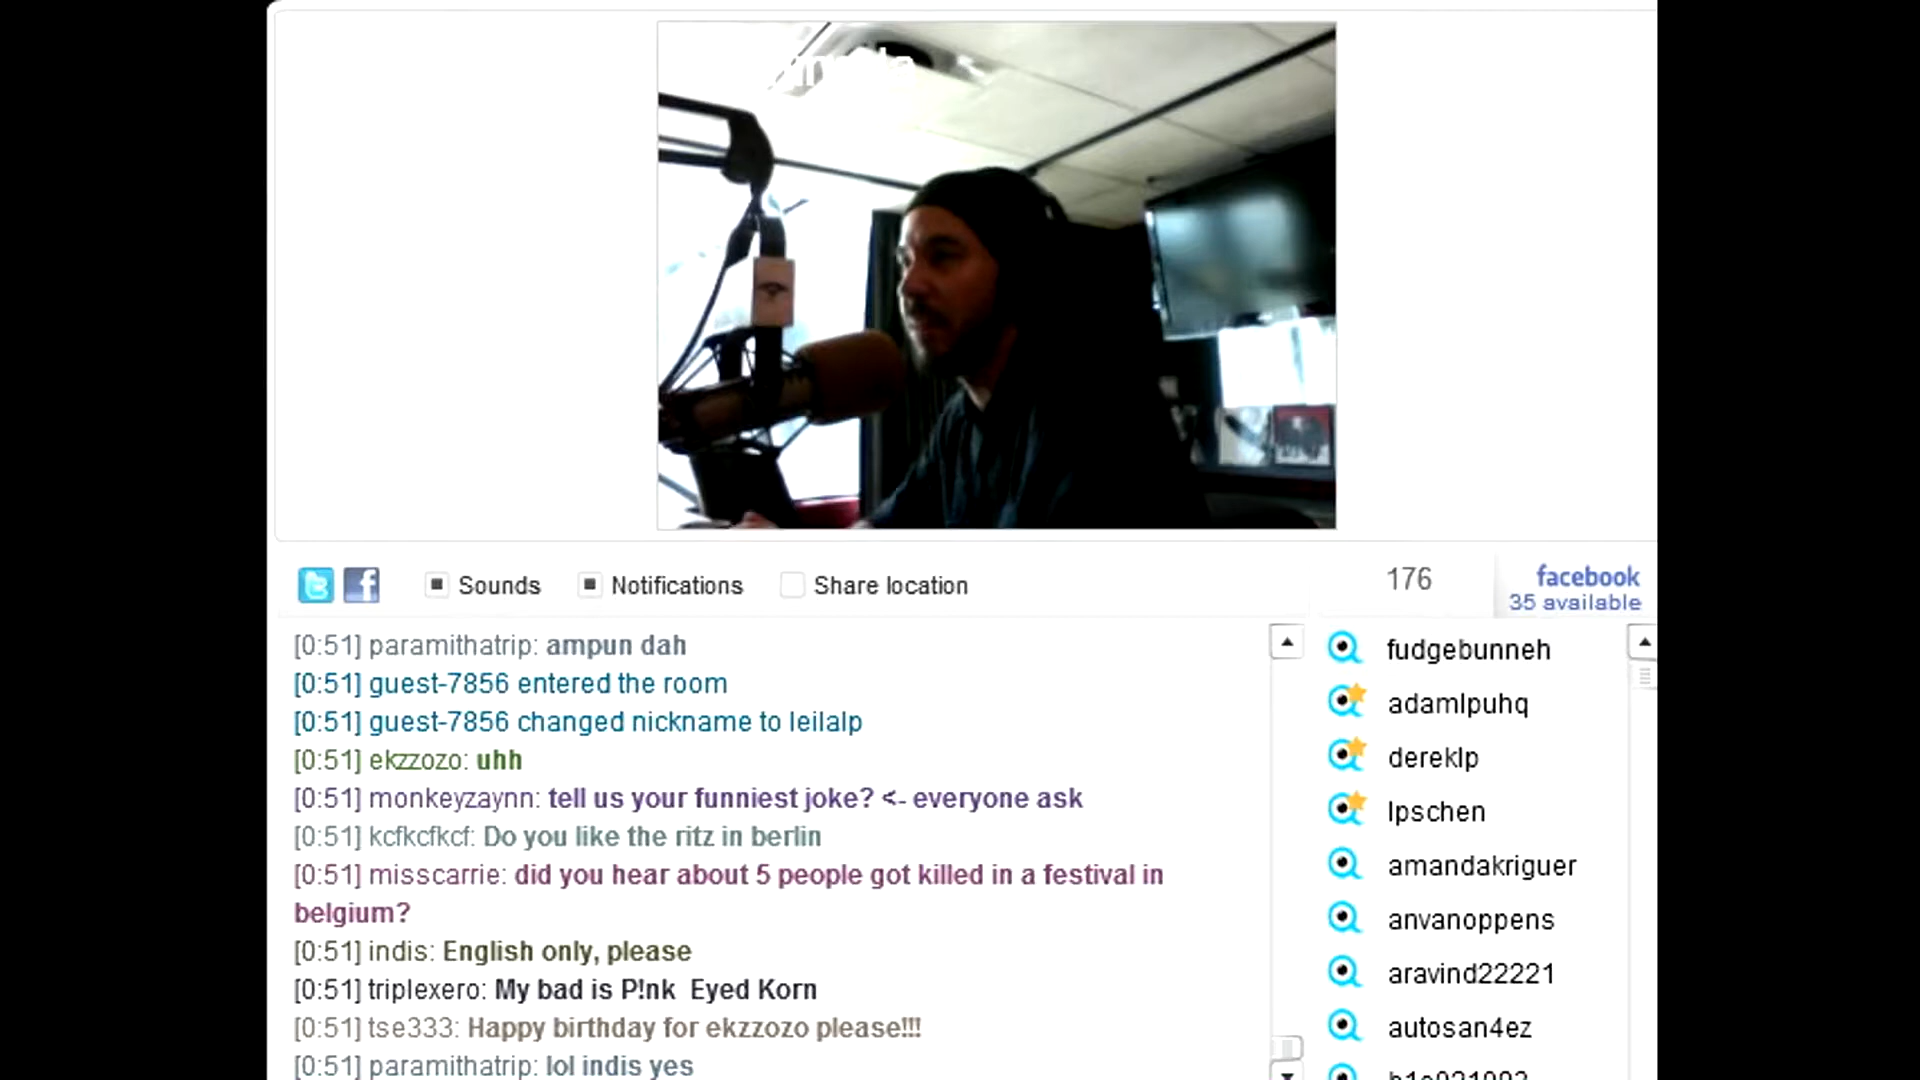 Sounds Notifications Share location 176 facebook
35 available
[0:51] paramithatrip: ampun dah
[0:51] guest-7856 entered the room
[0:51] guest-7856 changed nickname to leilalp
[0:51] ekzzozo: uhh
[0:51] monkeyzaynn: tell us your funniest joke? <- everyone ask
[0:51] kcfkcfkcf: Do you like the ritz in berlin
[0:51] misscarrie: did you hear about 5 people got killed in a festival in
belgium?
[0:51] indis: English only, please
[0:51] triplexero: My bad is P!nk Eyed Korn
[0:51] tse333: Happy birthday for ekzzozo please!!!
[0:51] paramithatrip: lol indis yes
fudgebunneh
adamlpuhq
dereklp
lpschen
amandakriguer
anvanoppens
aravind22221
autosan4ez